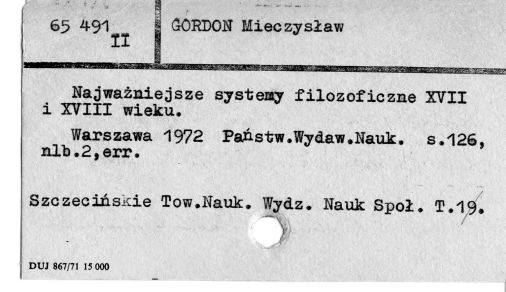 65 491
II
GORDON Mieczysław
Najważniejsze systemy filozoficzne XVII
i XVIII wieku.
Warszawa 1972 Państw.Wydaw.Nauk. s.126,
nlb.2,err.
Szczecińskie Tow.Nauk. Wydz. Nauk Społ. T.19.
DUJ 867/71 15 000